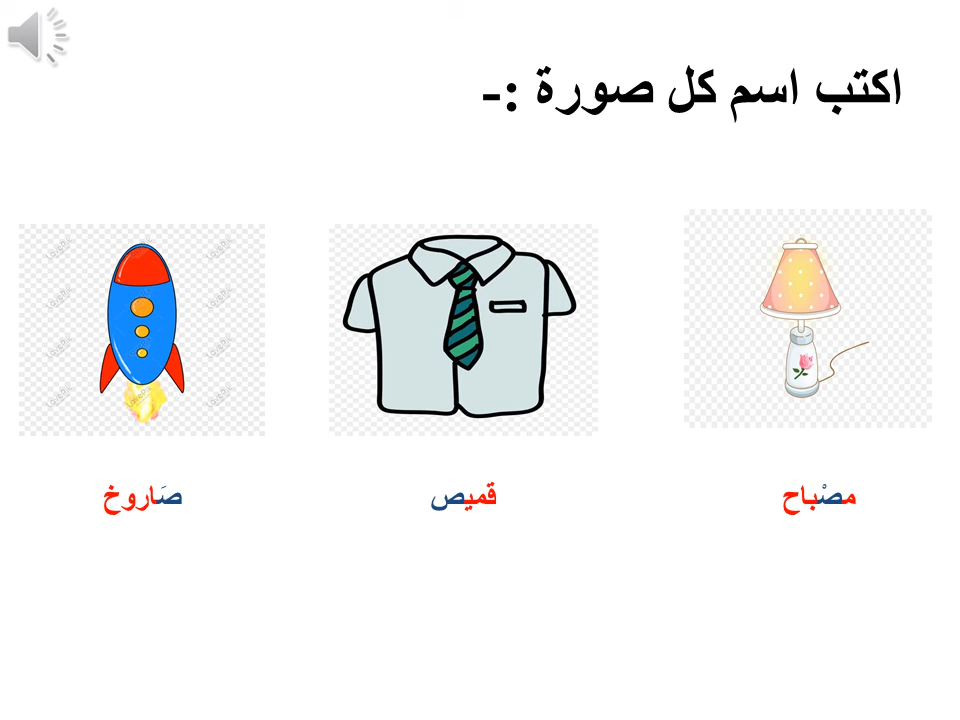 اكتب اسم كل صورة :-
مصْباح
قميص
صَاروخ